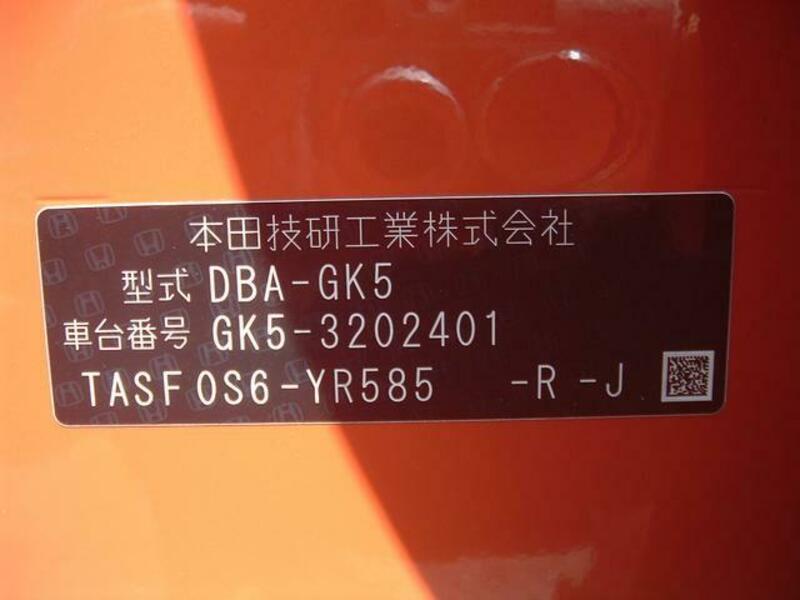 本田技研工業株式会社
型式 DBA-GK5
車台番号 GK5-3202401
TASF0S6-YR585 -R -J